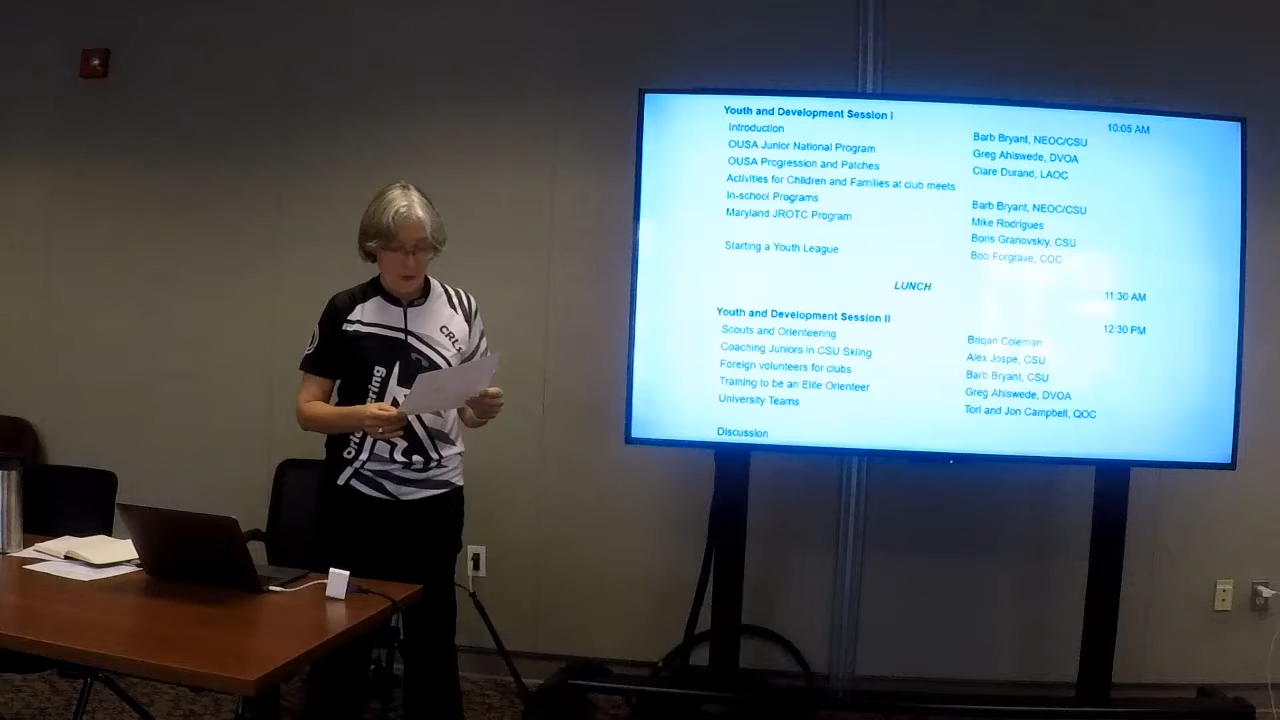 Youth and Development Session I
10:05 AM
Introduction
Barb Bryant, NEOC/CSU
OUSA Junior National Program
Greg Ahlswede, DVOA
OUSA Progression and Patches
Clare Durand, LAOC
Activities for Children and Families at club meets
Barb Bryant, NEOC/CSU
In-school Programs
Mike Rodrigues
Maryland JROTC Program
Boris Granovskiy, CSU
Starting a Youth League
Bob Forgrave, COC
LUNCH
11:30 AM
Youth and Development Session II
12:30 PM
Scouts and Orienteering
Coleman
Coaching Juniors in CSU Skiing
Alex Jospe, CSU
Foreign volunteers for clubs
Barb Bryant, CSU
Training to be an Elite Orienteer
Greg Ahlswede, DVOA
University Teams
Tori and Jon Campbell, QOC
Discussion
CRLS
Orienteering